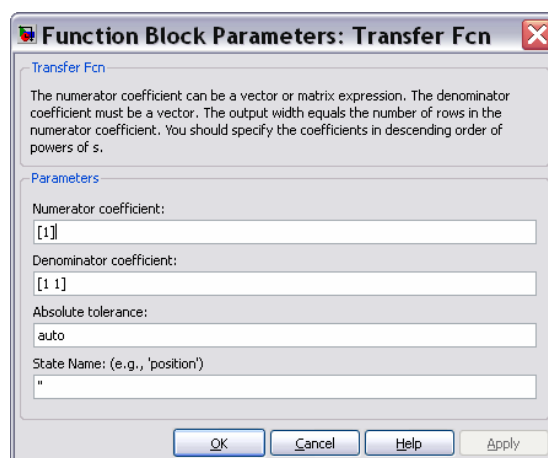 Function Block Parameters: Transfer Fcn
Transfer Fcn
The numerator coefficient can be a vector or matrix expression. The denominator
coefficient must be a vector. The output width equals the number of rows in the
numerator coefficient. You should specify the coefficients in descending order of
powers of s.
Parameters
Numerator coefficient:
[1]
Denominator coefficient:
[1 1]
Absolute tolerance:
auto
State Name: (e.g., 'position')
''
OK Cancel Help Apply